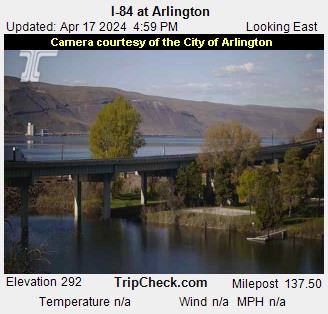 I-84 at Arlington
Updated: Apr 17 2024 4:59 PM Looking East
Camera courtesy of the City of Arlington
Elevation 292 TripCheck.com Milepost 137.50
Temperature n/a Wind n/a MPH n/a